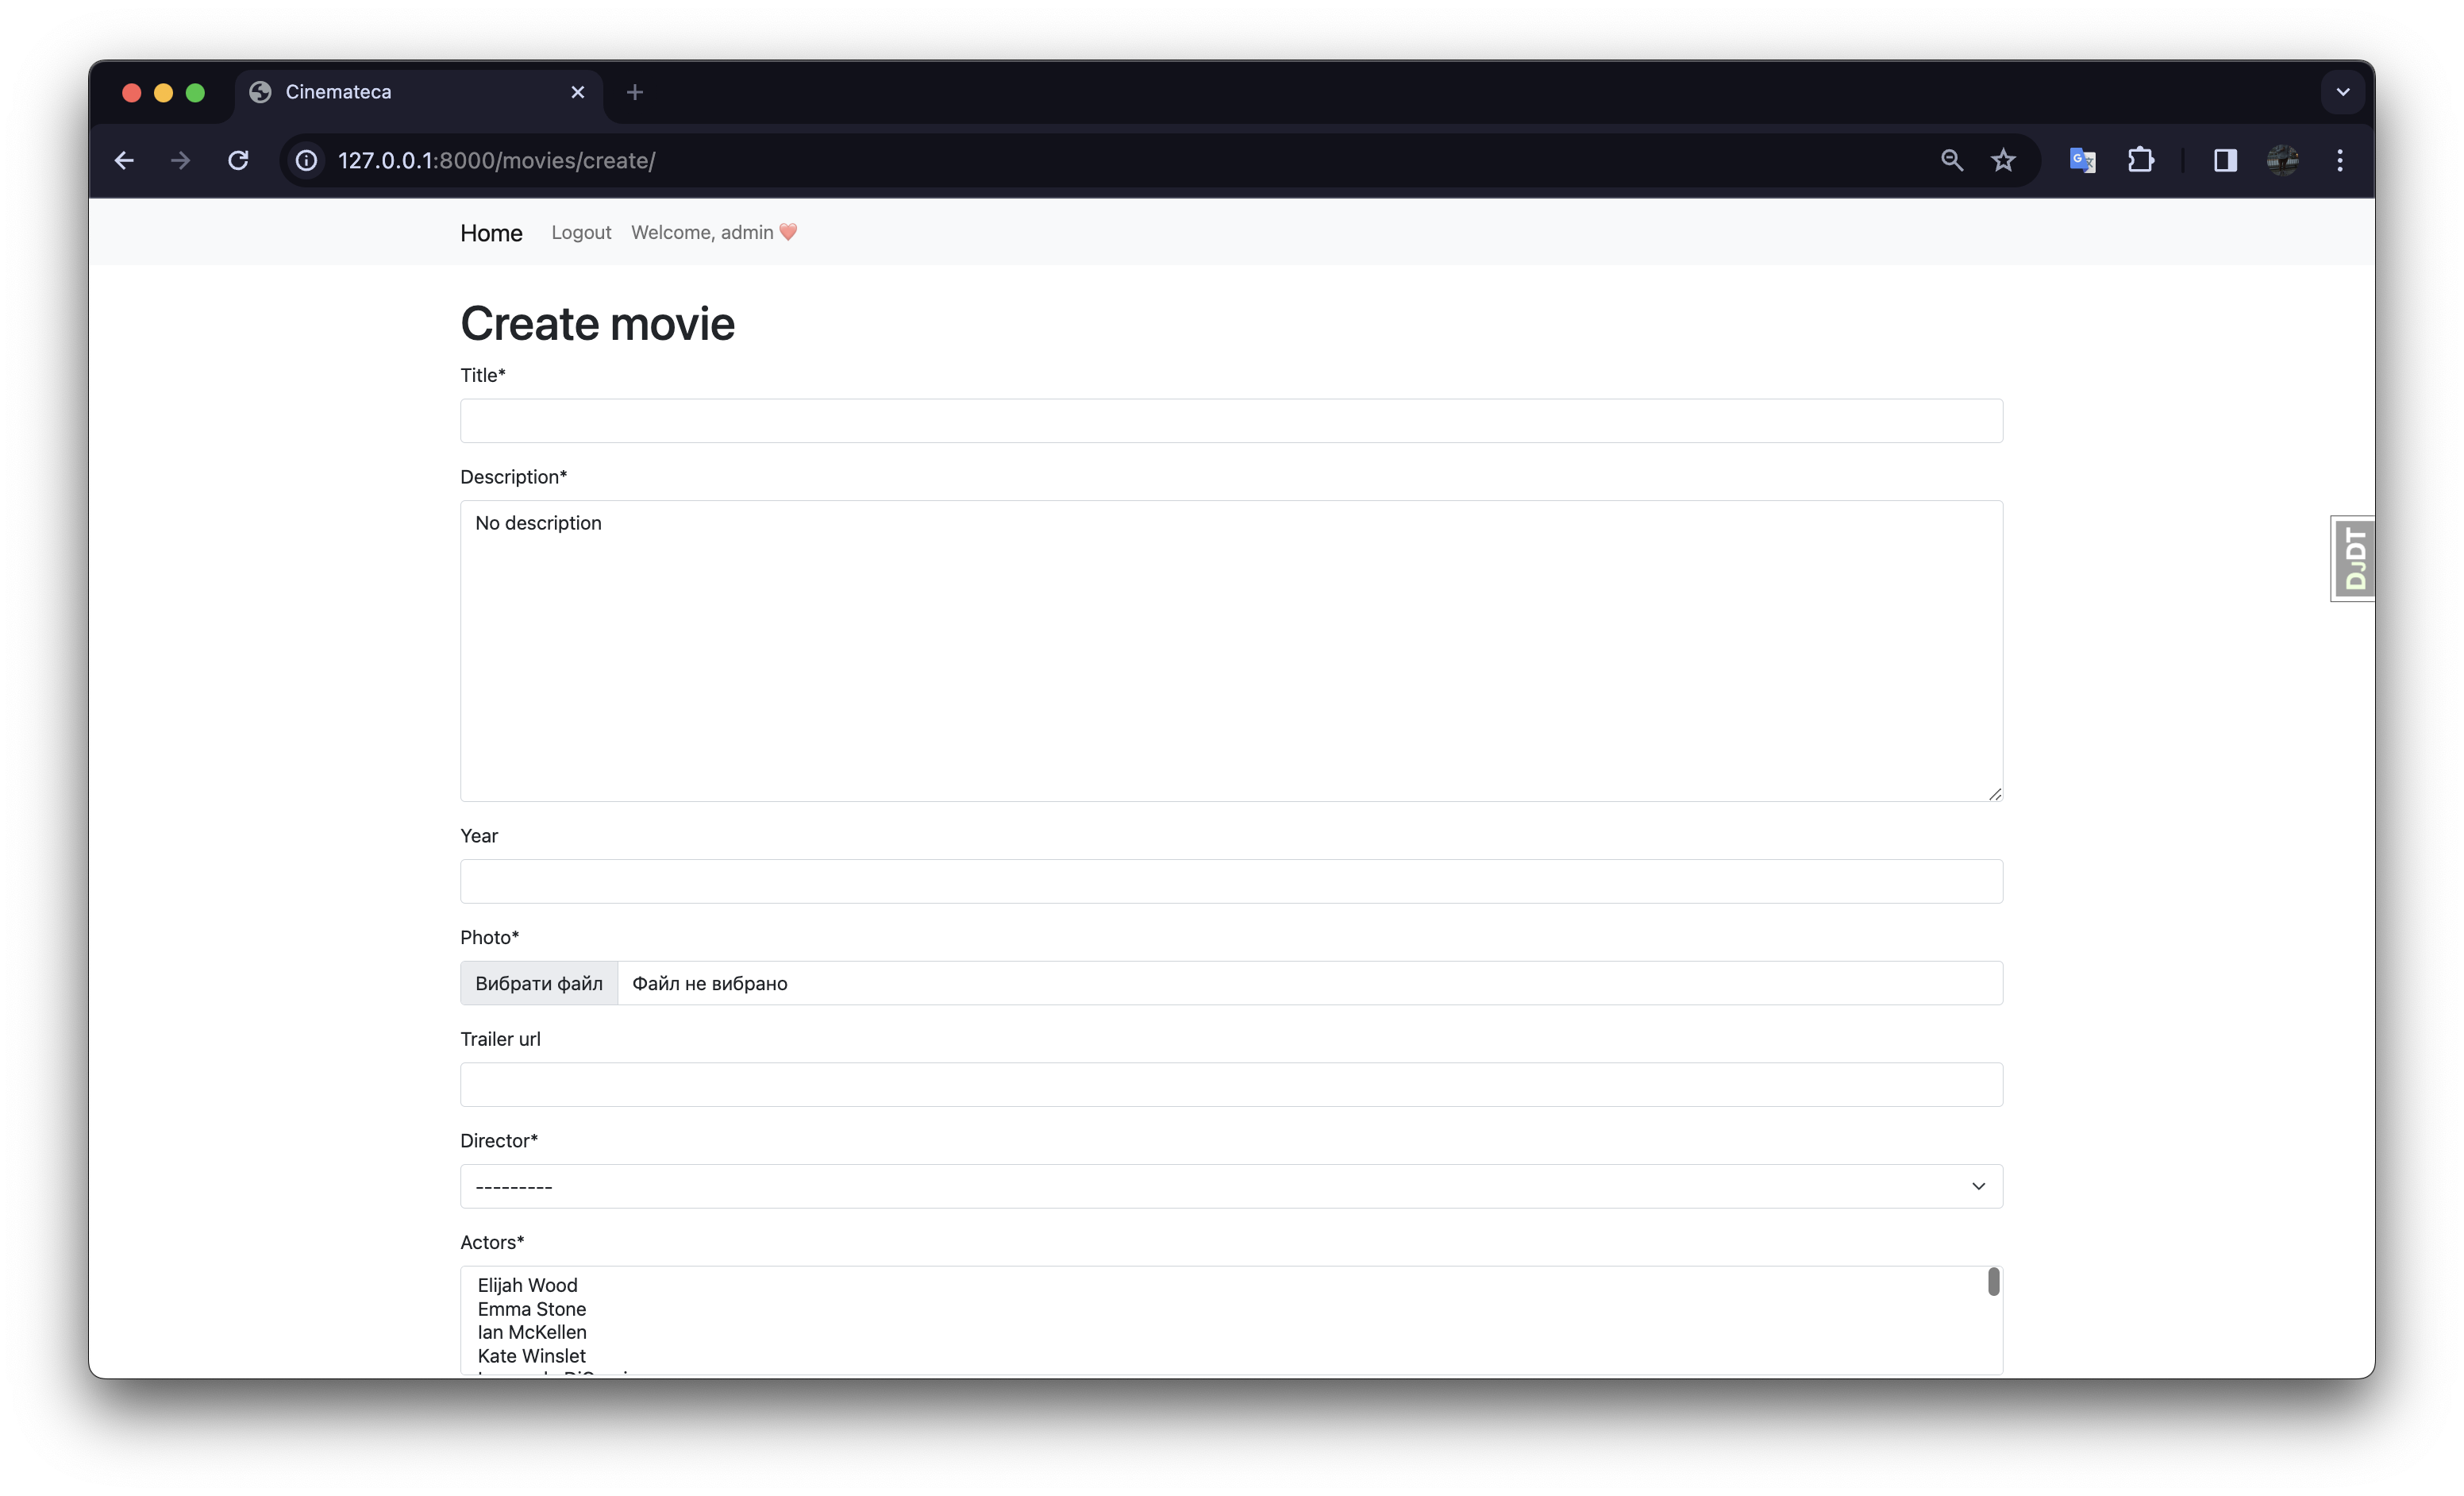 Cinemateca
127.0.0.1:8000/movies/create/
Home Logout Welcome, admin
Create movie
Title*
Description*
No description
DJDT
Year
Photo*
Вибрати файл Файл не вибрано
Trailer url
Director*
---------
Actors*
Elijah Wood
Emma Stone
Ian McKellen
Kate Winslet